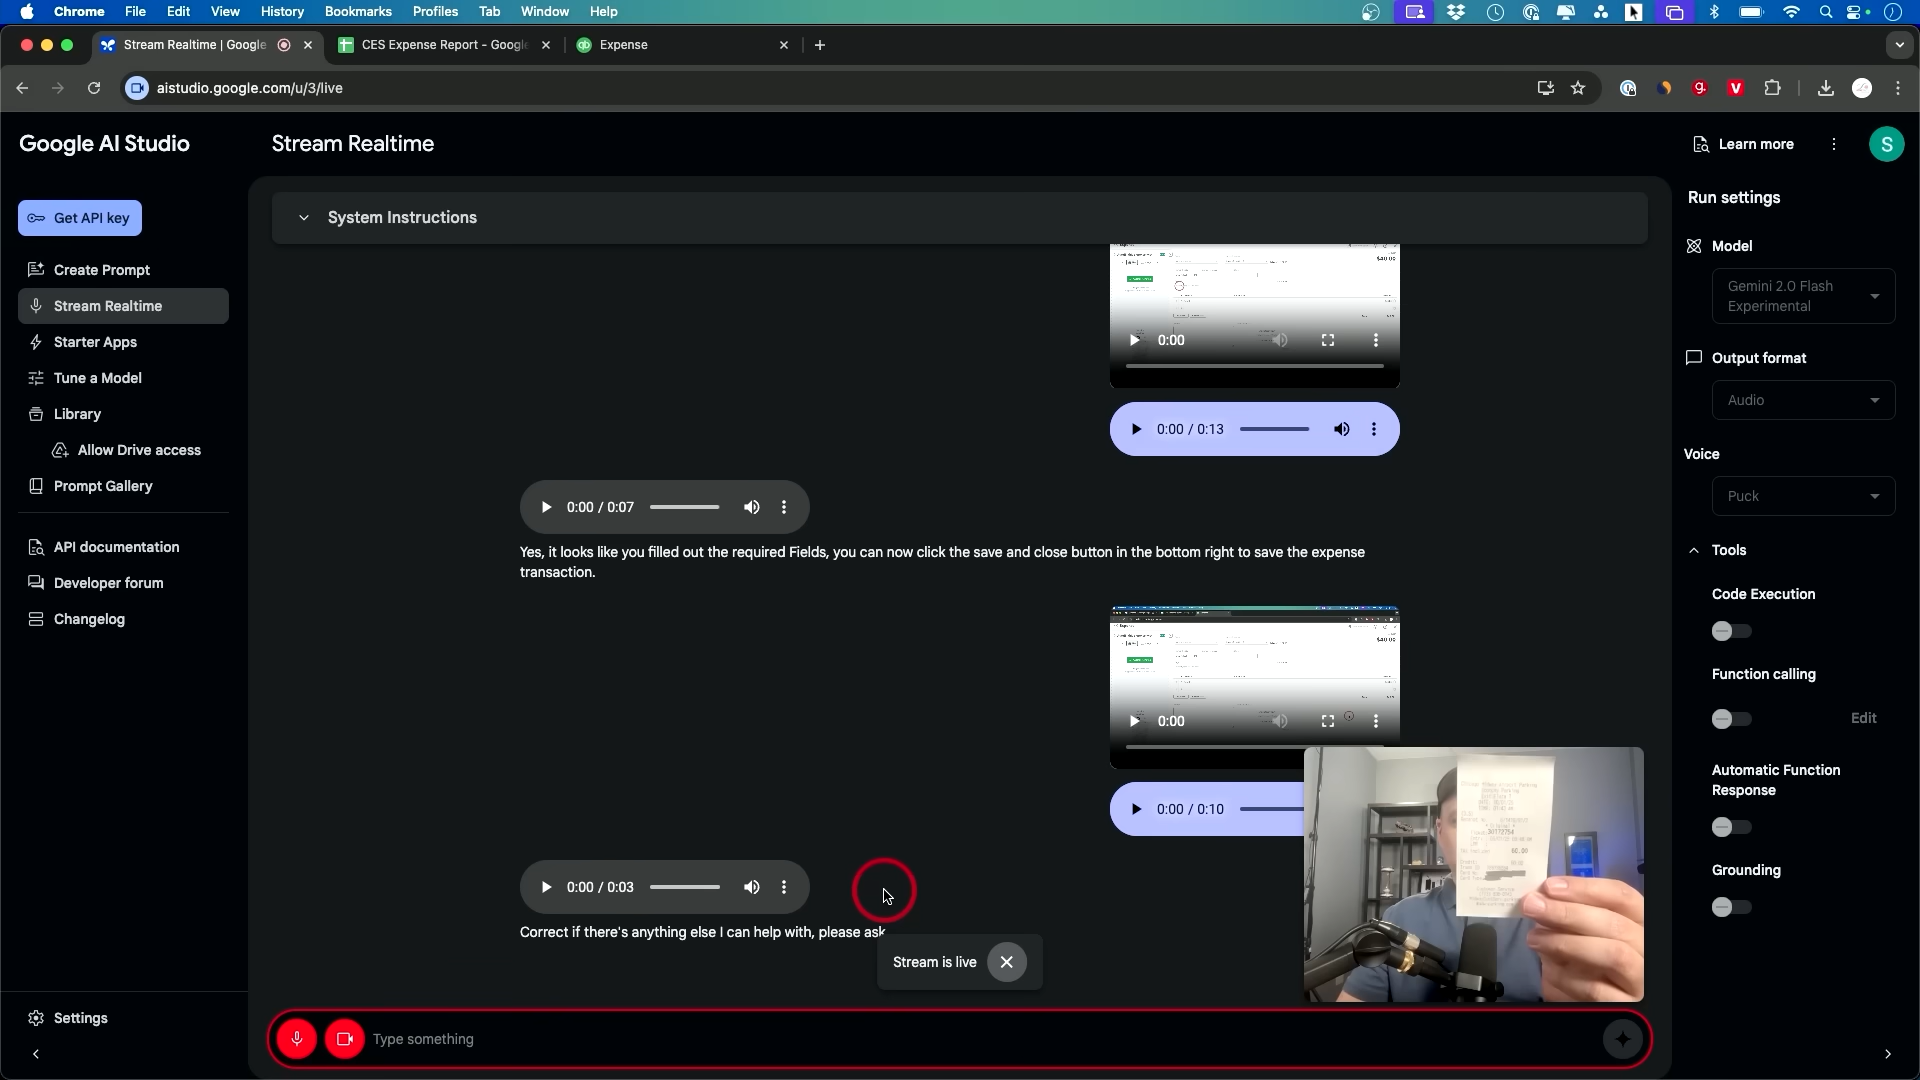 Chrome File Edit View History Bookmarks Profiles Tab Window Help
Stream Realtime | Google CES Expense Report - Google Expense
aistudio.google.com/u/3/live
Google AI Studio Stream Realtime Learn more S
Get API key
Create Prompt
Stream Realtime
Starter Apps
Tune a Model
Library
Allow Drive access
Prompt Gallery
API documentation
Developer forum
Changelog
Settings
System Instructions
$40.00
0:00
0:00 / 0:13
0:00 / 0:07
Yes, it looks like you filled out the required Fields, you can now click the save and close button in the bottom right to save the expense
transaction.
$40.00
0:00
0:00 / 0:10
0:00 / 0:03
Correct if there's anything else I can help with, please ask
Stream is live
Type something
Run settings
Model
Gemini 2.0 Flash
Experimental
Output format
Audio
Voice
Puck
Tools
Code Execution
Function calling
Edit
Automatic Function
Response
Grounding